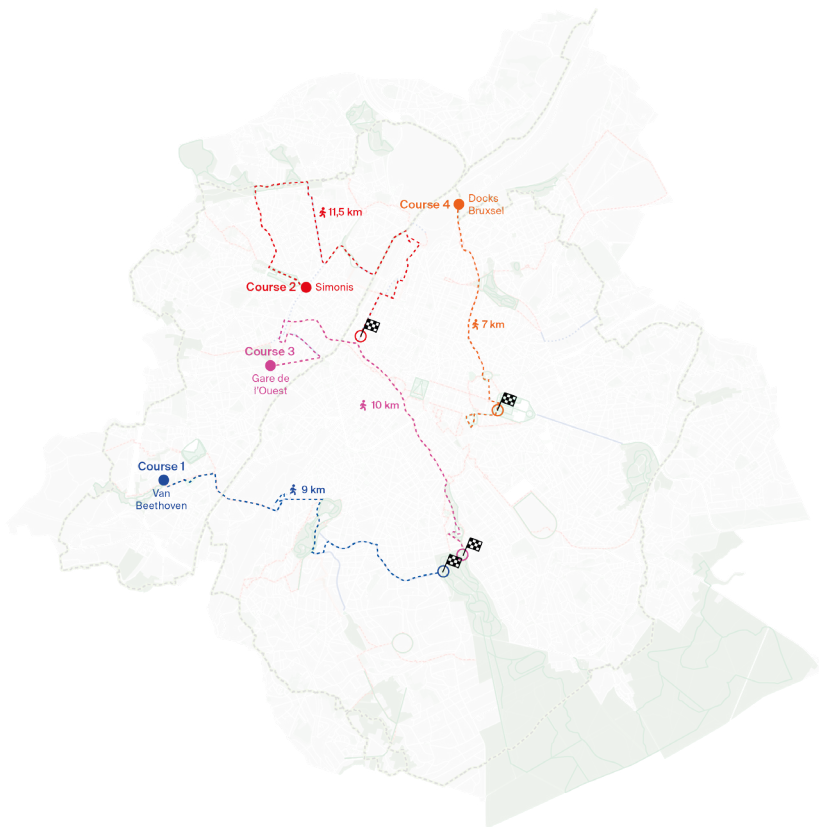 Course 4
Docks
Bruxsel
11,5 km
Course 2
Simonis
7 km
Course 3
Gare de
l'Ouest
10 km
Course 1
Van
Beethoven
9 km